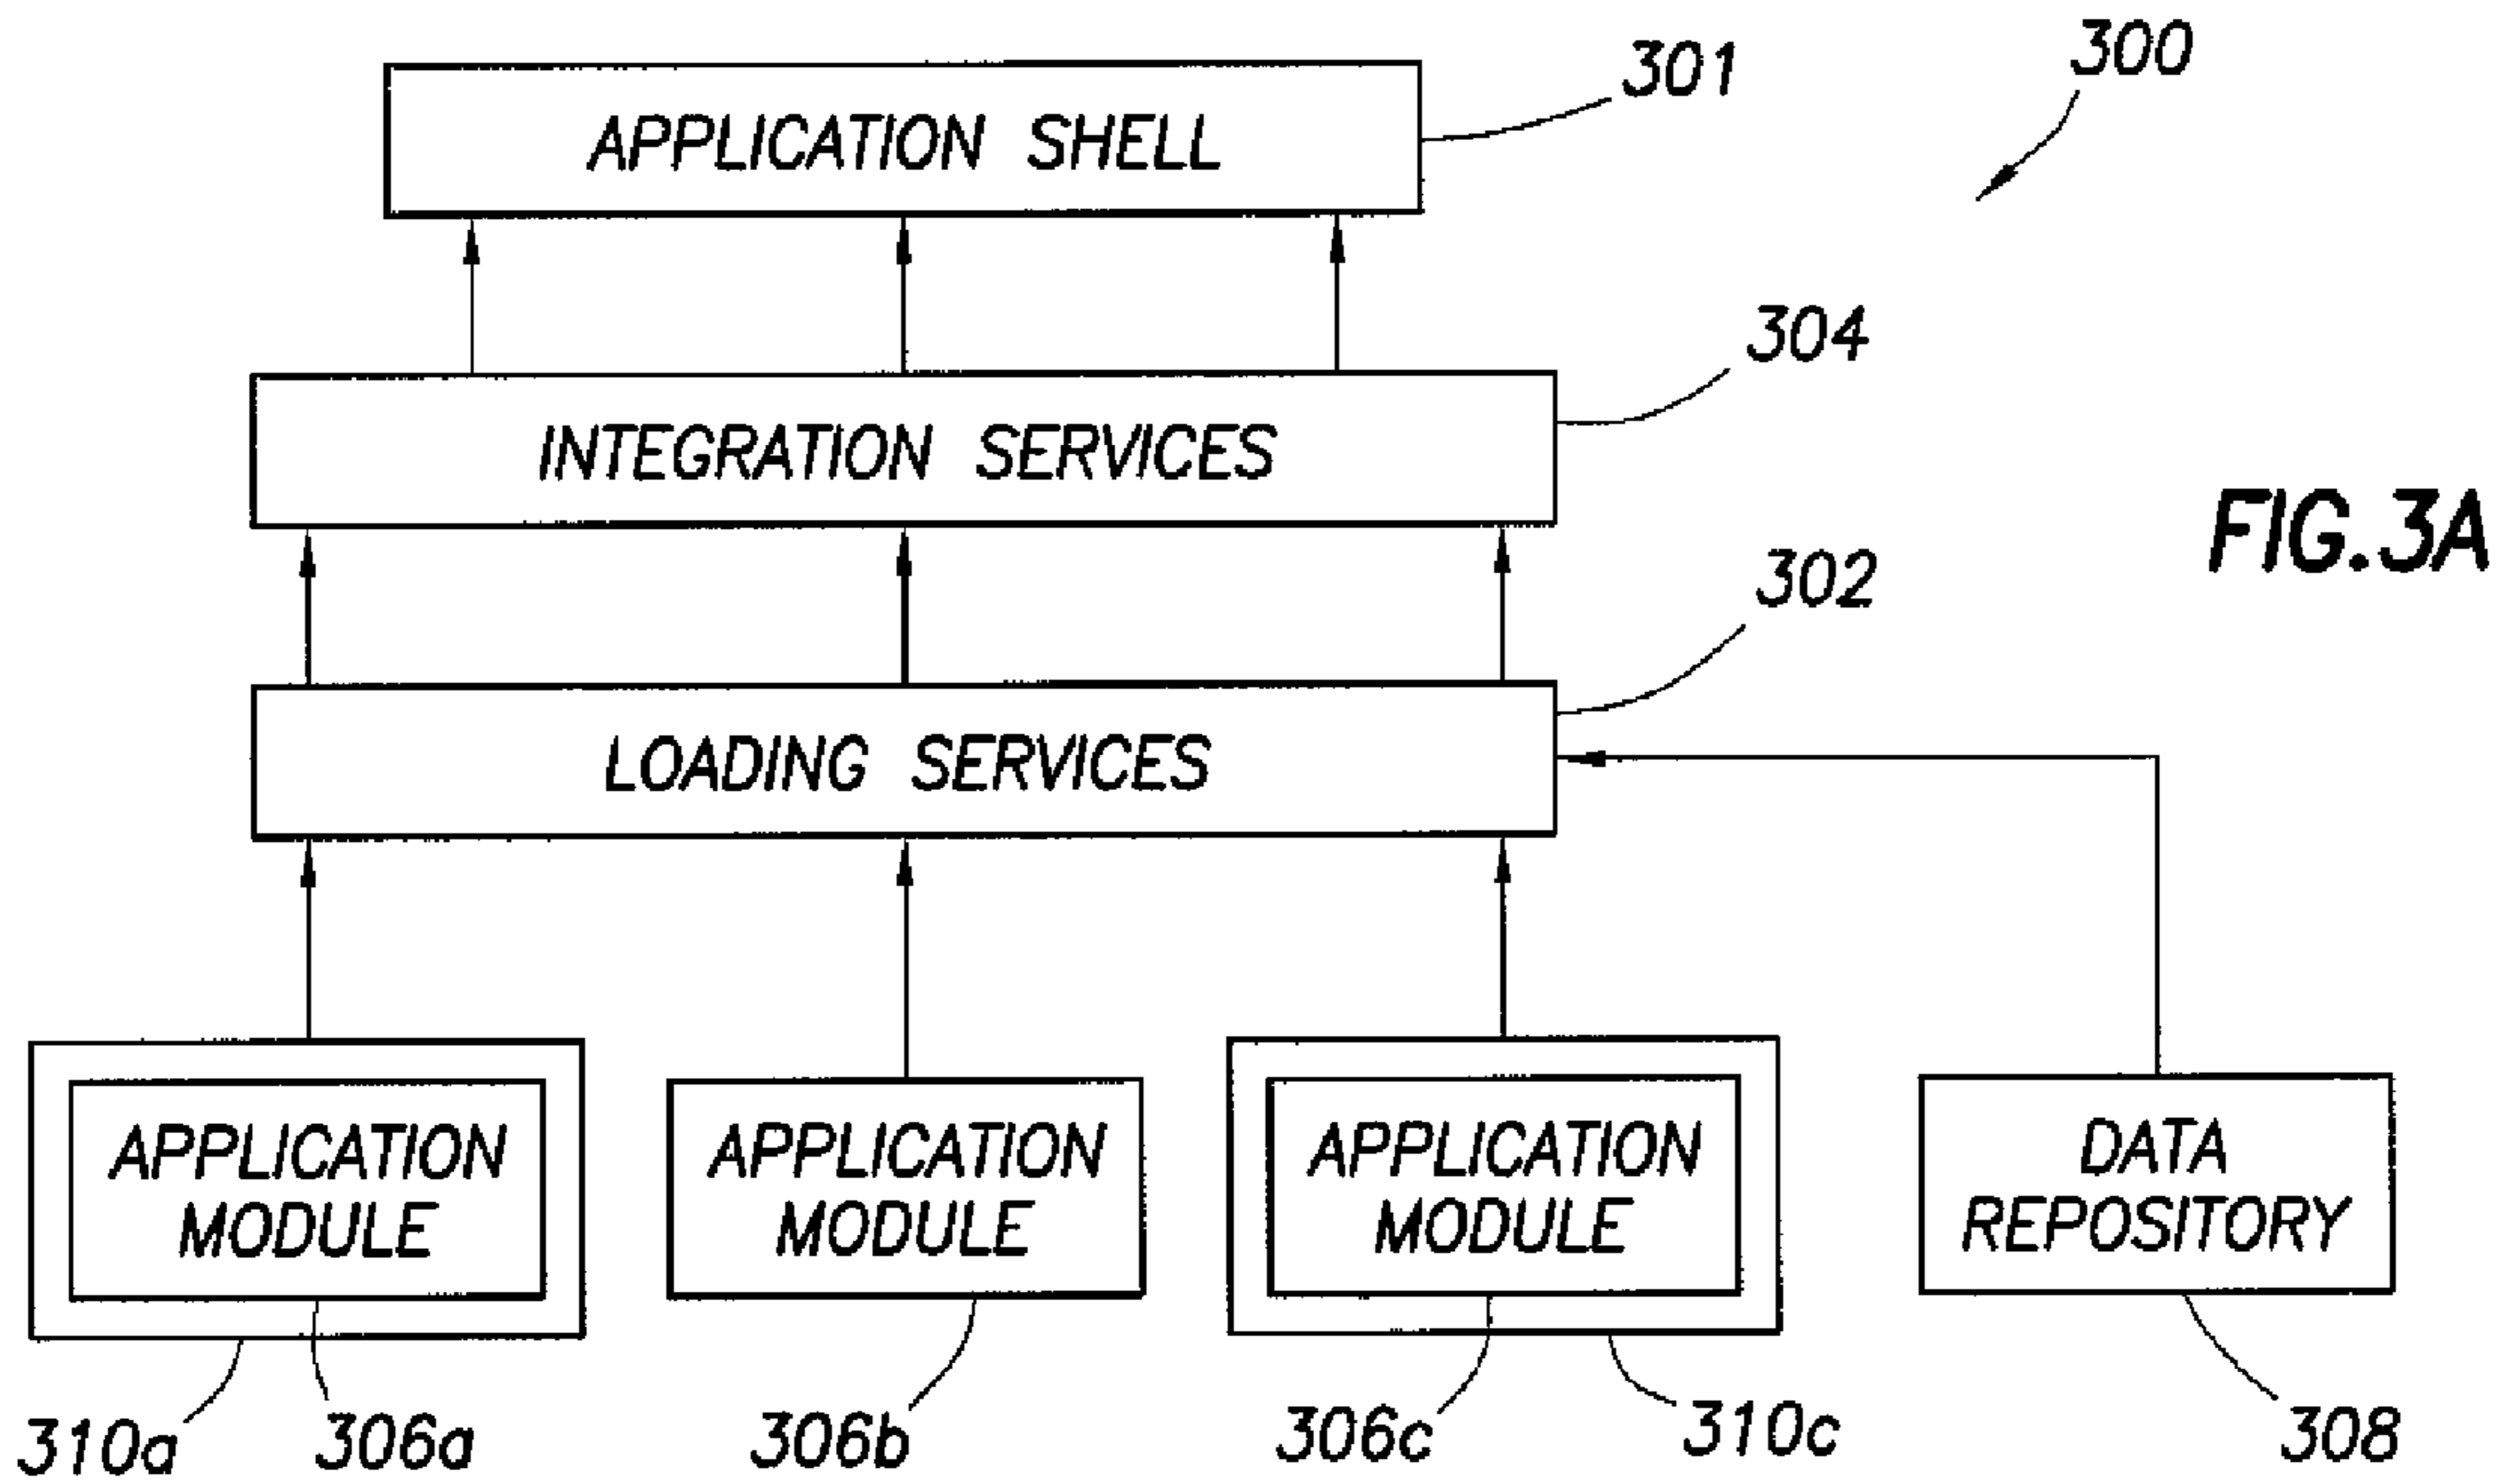 300
301
APPLICATION SHELL
304
INTEGRATION SERVICES
FIG.3A
302
LOADING SERVICES
APPLICATION
MODULE
APPLICATION
MODULE
APPLICATION
MODULE
DATA
REPOSITORY
310a
306a
306b
306c
310c
308